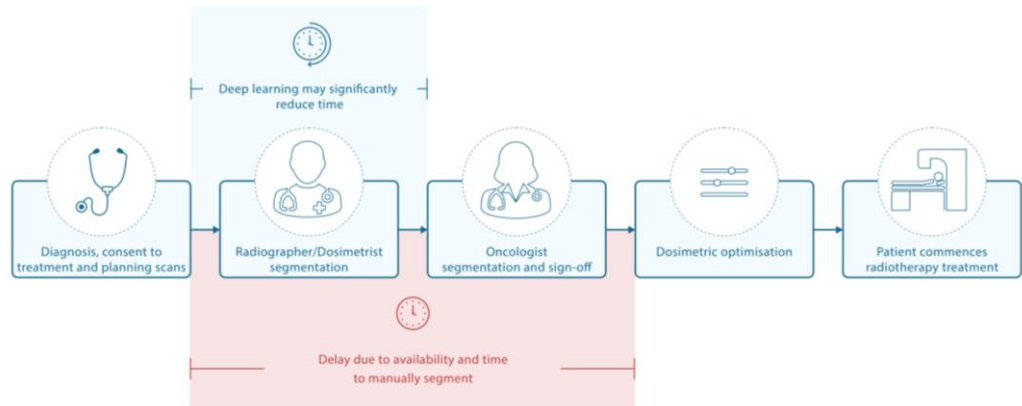 Deep learning may significantly
reduce time
Diagnosis, consent to
treatment and planning scans
Radiographer/Dosimetrist
segmentation
Oncologist
segmentation and sign-off
Dosimetric optimisation
Patient commences
radiotherapy treatment
Delay due to availability and time
to manually segment